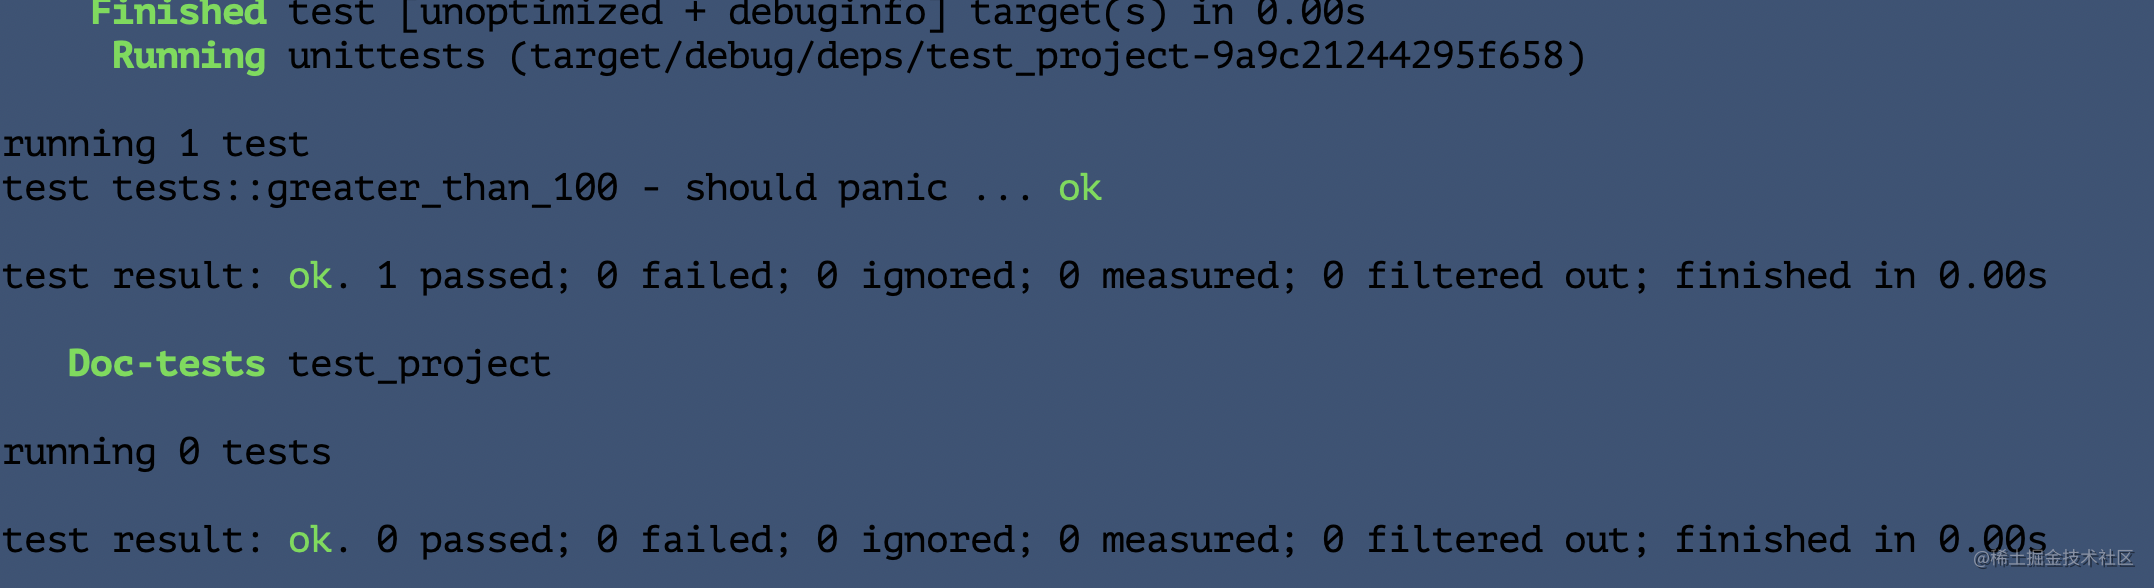 Finished test [unoptimized + debuginfo] target(s) in 0.00s
Running unittests (target/debug/deps/test_project-9a9c21244295f658)
running 1 test
test tests::greater_than_100 - should panic ... ok
test result: ok. 1 passed; 0 failed; 0 ignored; 0 measured; 0 filtered out; finished in 0.00s
Doc-tests test_project
running 0 tests
test result: ok. 0 passed; 0 failed; 0 ignored; 0 measured; 0 filtered out; finished in 0.00s
@稀土掘金技术社区